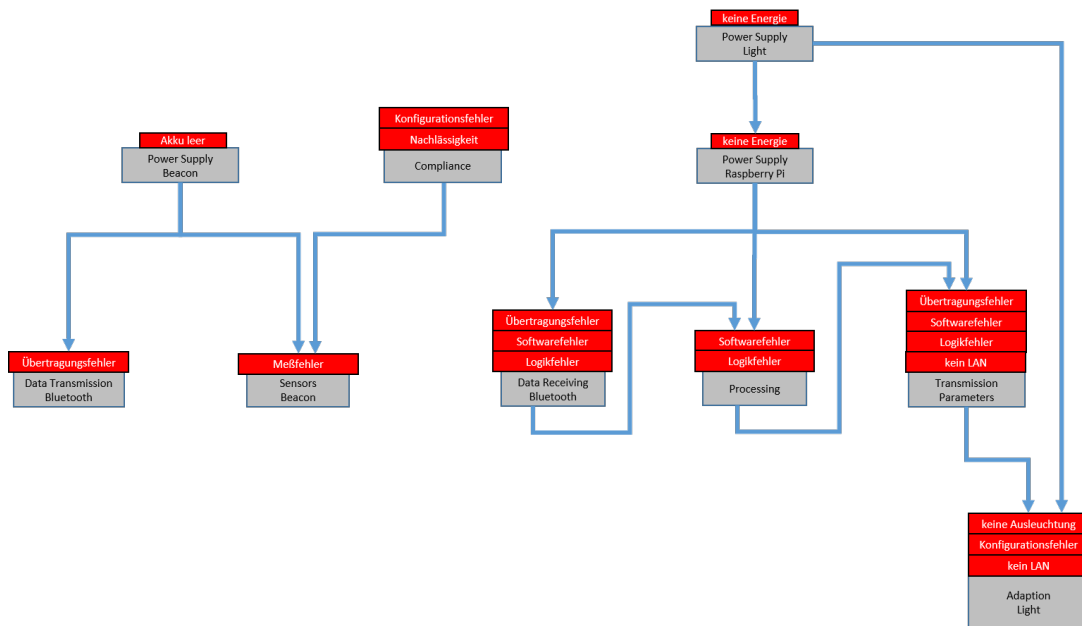 keine Energie
Power Supply
Light
Akku leer
Power Supply
Beacon
Konfigurationsfehler
Nachlässigkeit
Compliance
keine Energie
Power Supply
Raspberry Pi
Übertragungsfehler
Data Transmission
Bluetooth
Meßfehler
Sensors
Beacon
Übertragungsfehler
Softwarefehler
Logikfehler
Data Receiving
Bluetooth
Softwarefehler
Logikfehler
Processing
Übertragungsfehler
Softwarefehler
Logikfehler
kein LAN
Transmission
Parameters
keine Ausleuchtung
Konfigurationsfehler
kein LAN
Adaption
Light